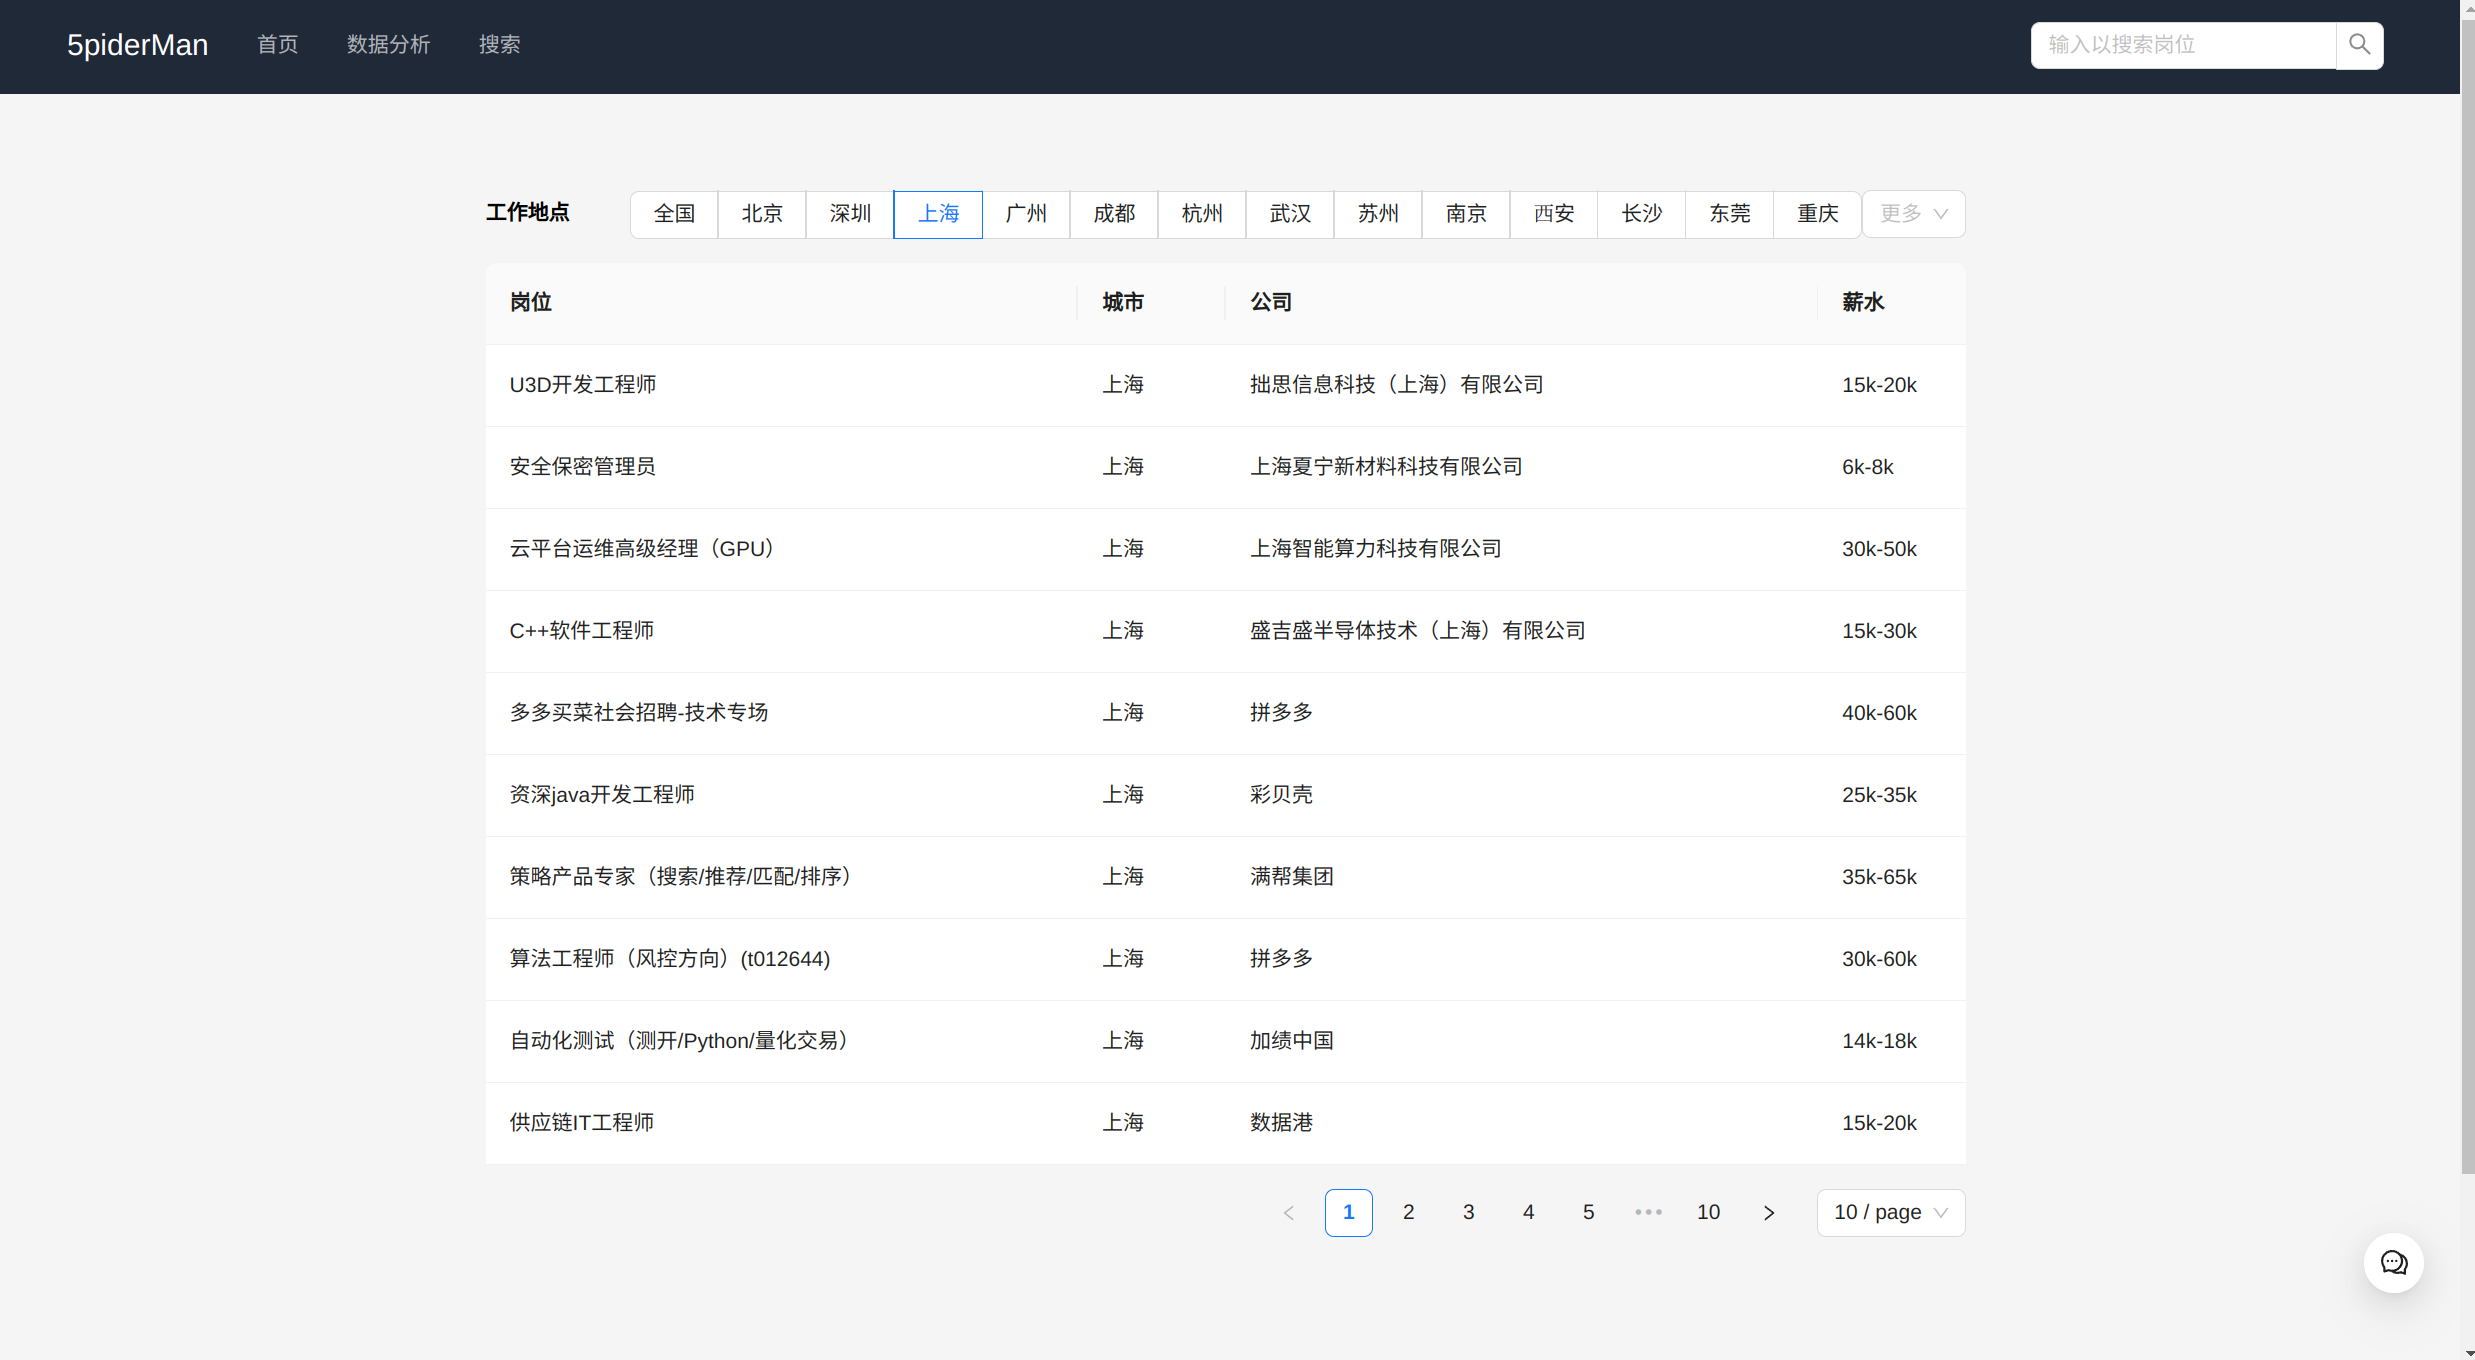 5piderMan 首页 数据分析 搜索 输入以搜索岗位
工作地点 全国 北京 深圳 上海 广州 成都 杭州 武汉 苏州 南京 西安 长沙 东莞 重庆 更多
岗位 城市 公司 薪水
U3D开发工程师 上海 拙思信息科技（上海）有限公司 15k-20k
安全保密管理员 上海 上海夏宁新材料科技有限公司 6k-8k
云平台运维高级经理（GPU） 上海 上海智能算力科技有限公司 30k-50k
C++软件工程师 上海 盛吉盛半导体技术（上海）有限公司 15k-30k
多多买菜社会招聘-技术专场 上海 拼多多 40k-60k
资深java开发工程师 上海 彩贝壳 25k-35k
策略产品专家（搜索/推荐/匹配/排序） 上海 满帮集团 35k-65k
算法工程师（风控方向）(t012644) 上海 拼多多 30k-60k
自动化测试（测开/Python/量化交易） 上海 加绩中国 14k-18k
供应链IT工程师 上海 数据港 15k-20k
1 2 3 4 5 ••• 10 10 / page